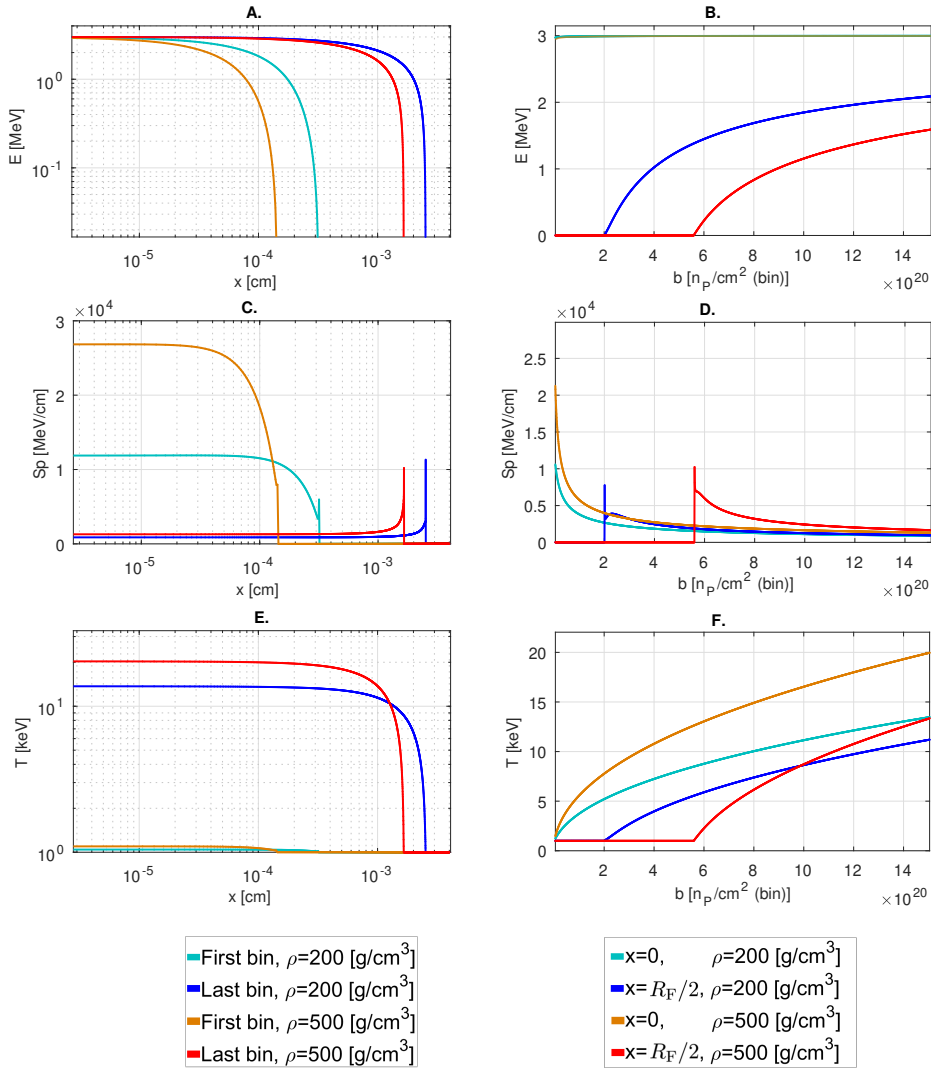 A.
10^0
10^-1
E [MeV]
10^-5
10^-4
10^-3
x [cm]
B.
3
2
1
0
E [MeV]
2
4
6
8
10
12
14
b [n_P/cm^2 (bin)]
×10^20
C.
×10^4
3
2
1
0
Sp [MeV/cm]
10^-5
10^-4
10^-3
x [cm]
D.
×10^4
2.5
2
1.5
1
0.5
0
Sp [MeV/cm]
2
4
6
8
10
12
14
b [n_P/cm^2 (bin)]
×10^20
E.
10^1
10^0
T [keV]
10^-5
10^-4
10^-3
x [cm]
F.
20
15
10
5
0
T [keV]
2
4
6
8
10
12
14
b [n_P/cm^2 (bin)]
×10^20
First bin, ρ=200 [g/cm^3]
Last bin, ρ=200 [g/cm^3]
First bin, ρ=500 [g/cm^3]
Last bin, ρ=500 [g/cm^3]
x=0, ρ=200 [g/cm^3]
x=R_F/2, ρ=200 [g/cm^3]
x=0, ρ=500 [g/cm^3]
x=R_F/2, ρ=500 [g/cm^3]